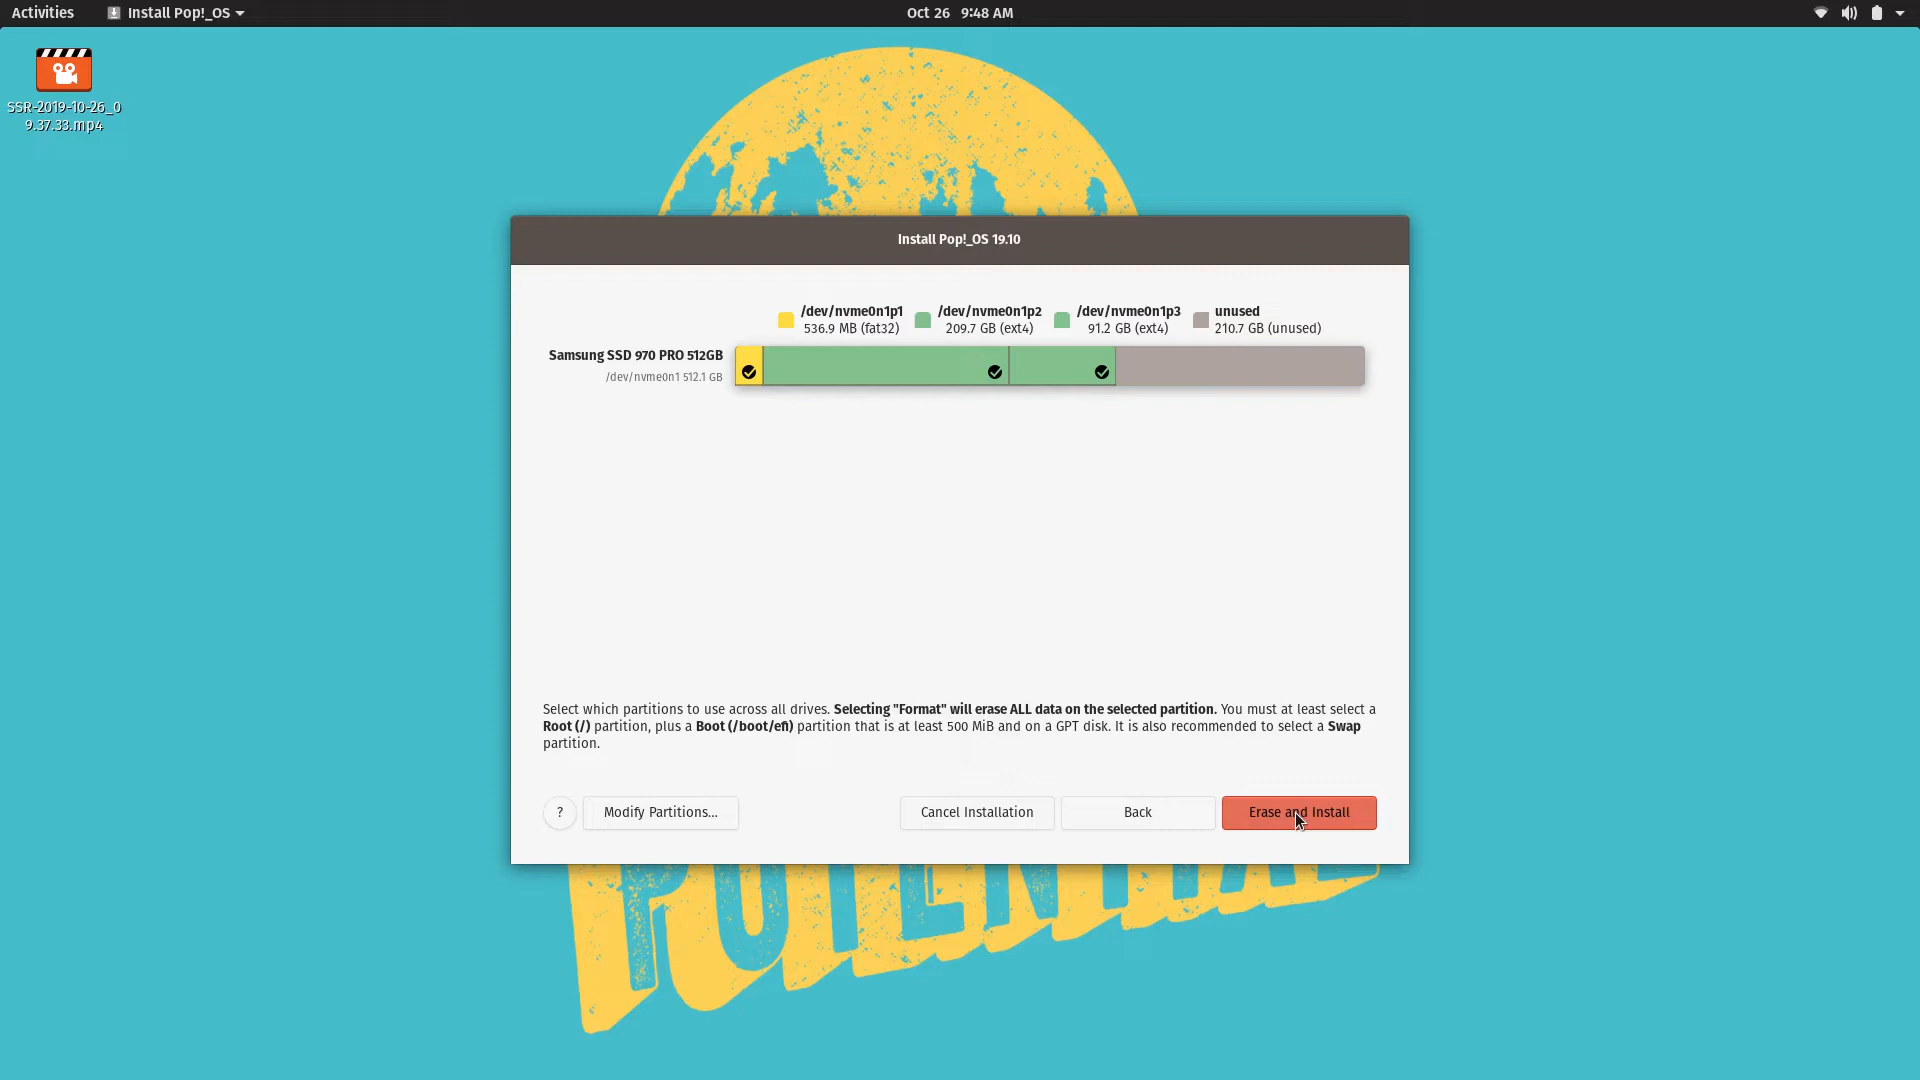 Activities
Install Pop!_OS
Oct 26 9:48 AM
SSR-2019-10-26_0
9.37.33.mp4
Install Pop!_OS 19.10
/dev/nvme0n1p1
536.9 MB (fat32)
/dev/nvme0n1p2
209.7 GB (ext4)
/dev/nvme0n1p3
91.2 GB (ext4)
unused
210.7 GB (unused)
Samsung SSD 970 PRO 512GB
/dev/nvme0n1 512.1 GB
Select which partitions to use across all drives. Selecting "Format" will erase ALL data on the selected partition. You must at least select a
Root (/) partition, plus a Boot (/boot/efi) partition that is at least 500 MiB and on a GPT disk. It is also recommended to select a Swap
partition.
?
Modify Partitions...
Cancel Installation
Back
Erase and Install
POTENTIAL